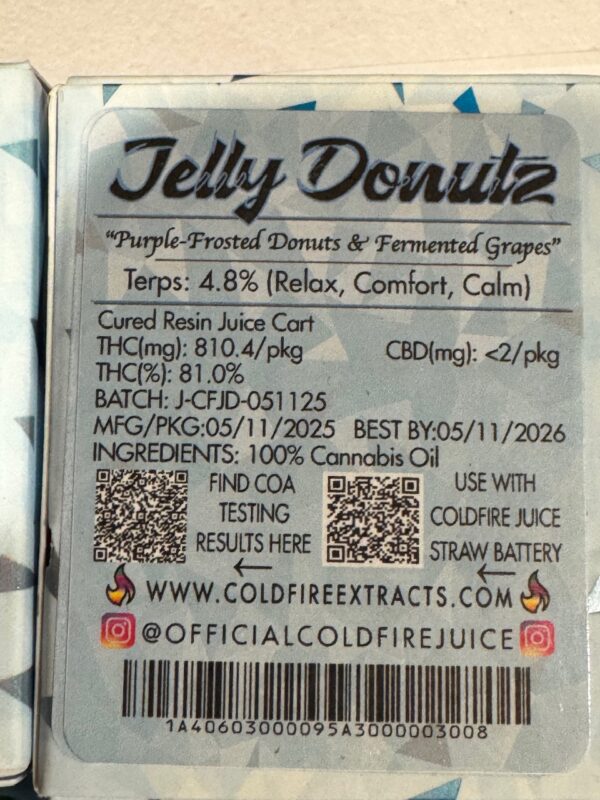 Jelly Donutz
"Purple-Frosted Donuts & Fermented Grapes"
Terps: 4.8% (Relax, Comfort, Calm)
Cured Resin Juice Cart
THC(mg): 810.4/pkg CBD(mg): <2/pkg
THC(%): 81.0%
BATCH: J-CFJD-051125
MFG/PKG:05/11/2025 BEST BY:05/11/2026
INGREDIENTS: 100% Cannabis Oil
FIND COA
TESTING
RESULTS HERE
USE WITH
COLDFIRE JUICE
STRAW BATTERY
WWW.COLDFIREEXTRACTS.COM
@OFFICIALCOLDFIREJUICE
1A40603000095A3000003008